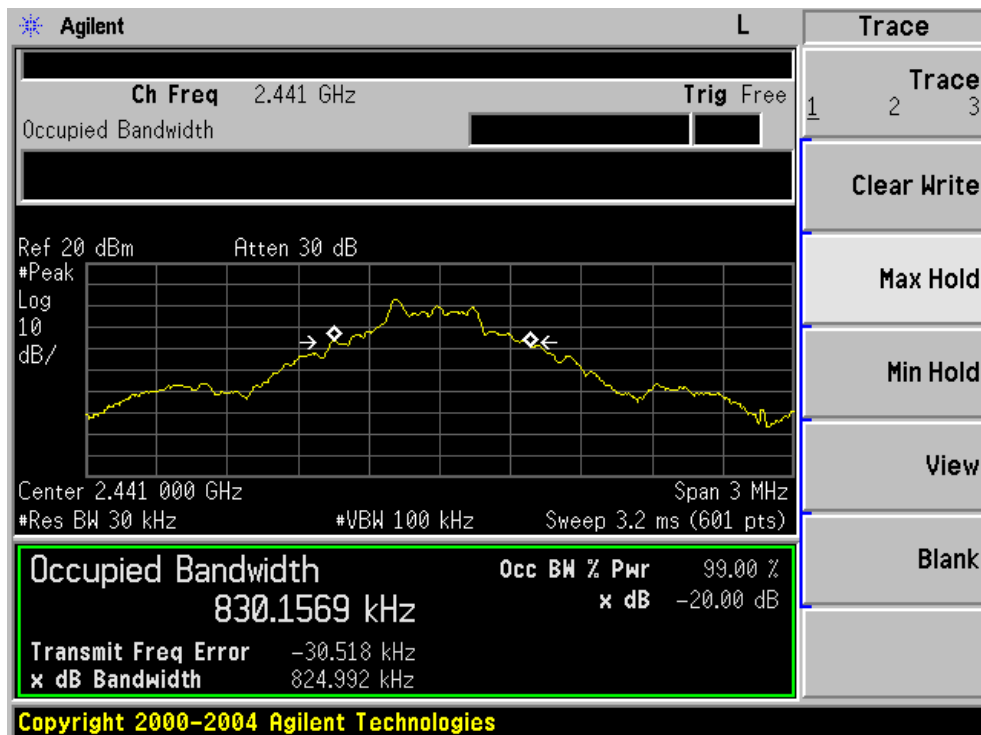 Agilent L Trace
Ch Freq 2.441 GHz Trig Free
Occupied Bandwidth
Trace
1 2 3
Clear Write
Max Hold
Min Hold
View
Blank
Ref 20 dBm Atten 30 dB
#Peak
Log
10
dB/
Center 2.441 000 GHz Span 3 MHz
#Res BW 30 kHz #VBW 100 kHz Sweep 3.2 ms (601 pts)
Occupied Bandwidth
830.1569 kHz
Occ BW % Pwr 99.00 %
x dB -20.00 dB
Transmit Freq Error -30.518 kHz
x dB Bandwidth 824.992 kHz
Copyright 2000-2004 Agilent Technologies